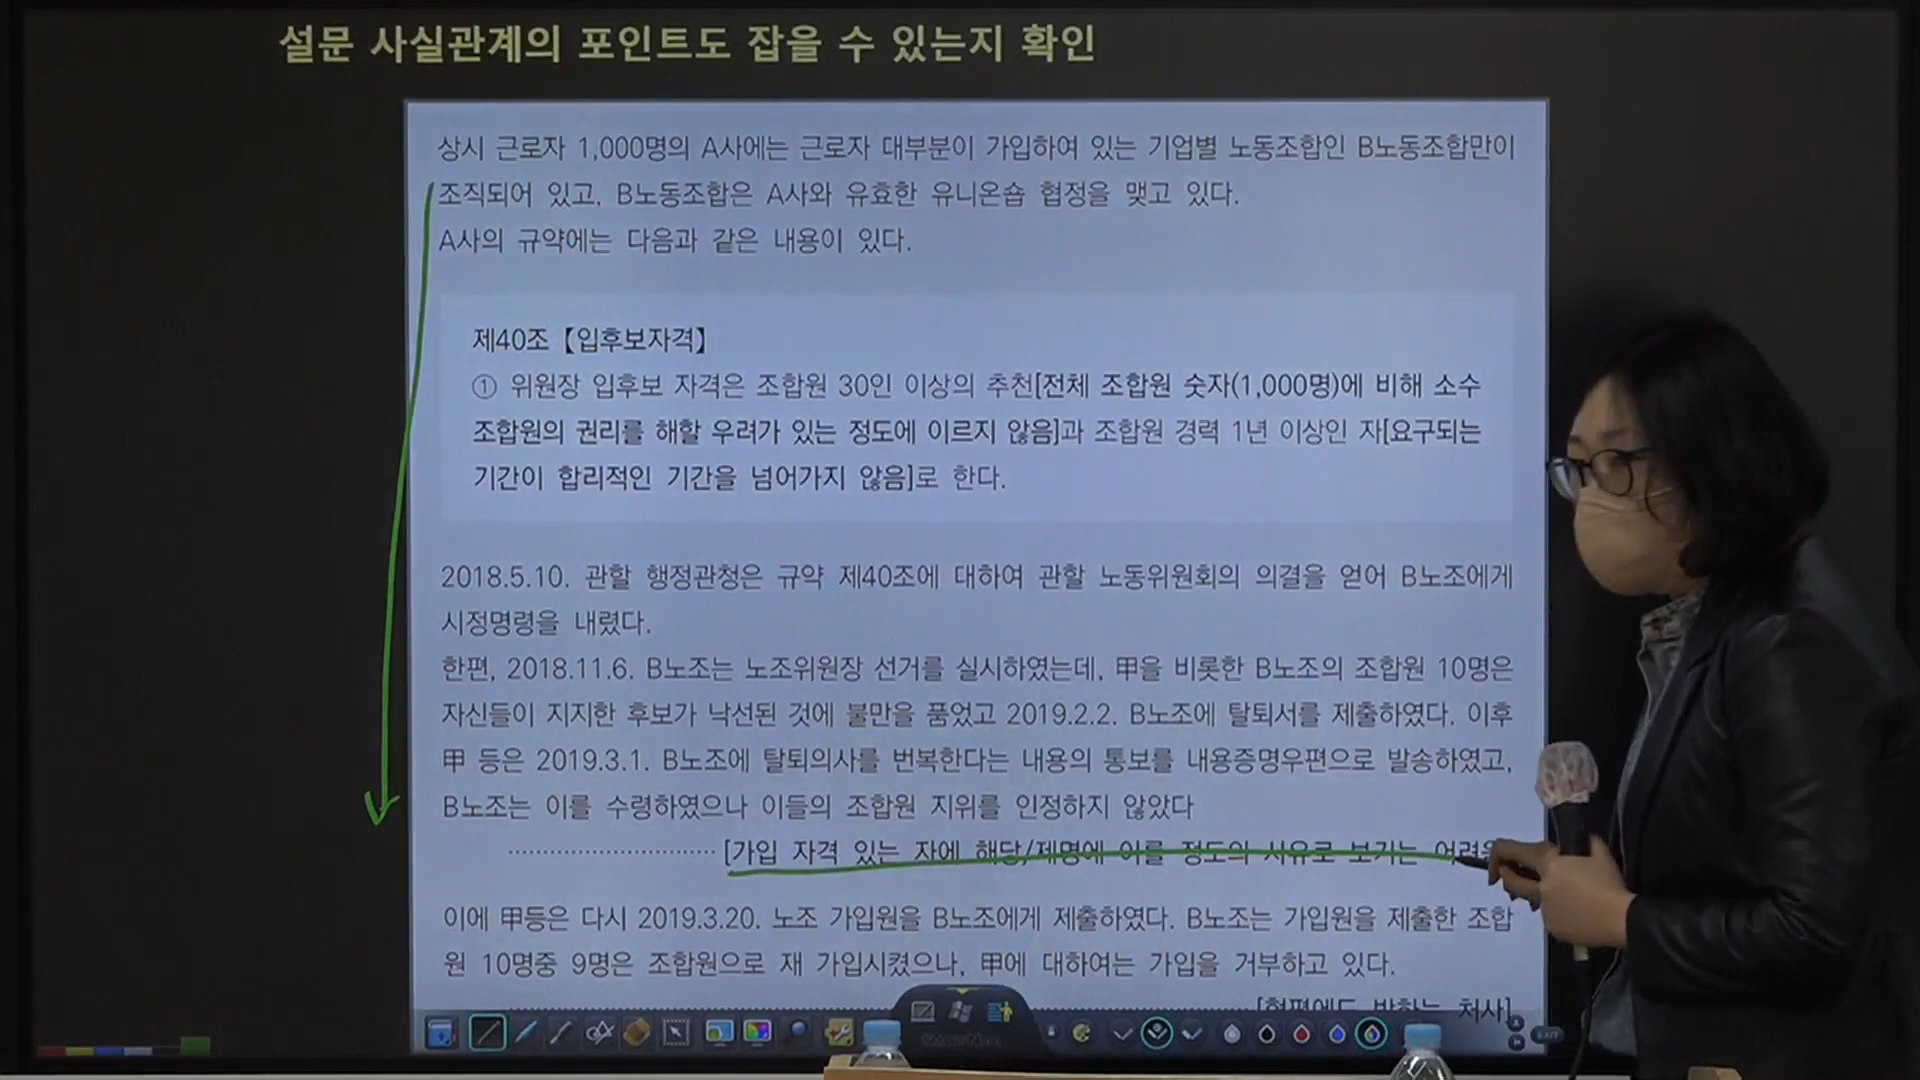 설문 사실관계의 포인트도 잡을 수 있는지 확인
상시 근로자 1,000명의 A사에는 근로자 대부분이 가입하여 있는 기업별 노동조합인 B노동조합만이
조직되어 있고, B노동조합은 A사와 유효한 유니온숍 협정을 맺고 있다.
A사의 규약에는 다음과 같은 내용이 있다.
제40조【입후보자격】
① 위원장 입후보 자격은 조합원 30인 이상의 추천[전체 조합원 숫자(1,000명)에 비해 소수
조합원의 권리를 해할 우려가 있는 정도에 이르지 않음]과 조합원 경력 1년 이상인 자[요구되는
기간이 합리적인 기간을 넘어가지 않음]로 한다.
2018.5.10. 관할 행정관청은 규약 제40조에 대하여 관할 노동위원회의 의결을 얻어 B노조에게
시정명령을 내렸다.
한편, 2018.11.6. B노조는 노조위원장 선거를 실시하였는데, 甲을 비롯한 B노조의 조합원 10명은
자신들이 지지한 후보가 낙선된 것에 불만을 품었고 2019.2.2. B노조에 탈퇴서를 제출하였다. 이후
甲 등은 2019.3.1. B노조에 탈퇴의사를 번복한다는 내용의 통보를 내용증명우편으로 발송하였고,
B노조는 이를 수령하였으나 이들의 조합원 지위를 인정하지 않았다
[가입 자격 있는 자에 해당/제명에 이를 정도의 사유로 보기는
이에 甲등은 다시 2019.3.20. 노조 가입원을 B노조에게 제출하였다. B노조는 가입원을 제출한 조합
원 10명중 9명은 조합원으로 재 가입시켰으나, 甲에 대하여는 가입을 거부하고 있다.
[형평에도 반하는 처사]
EXIT